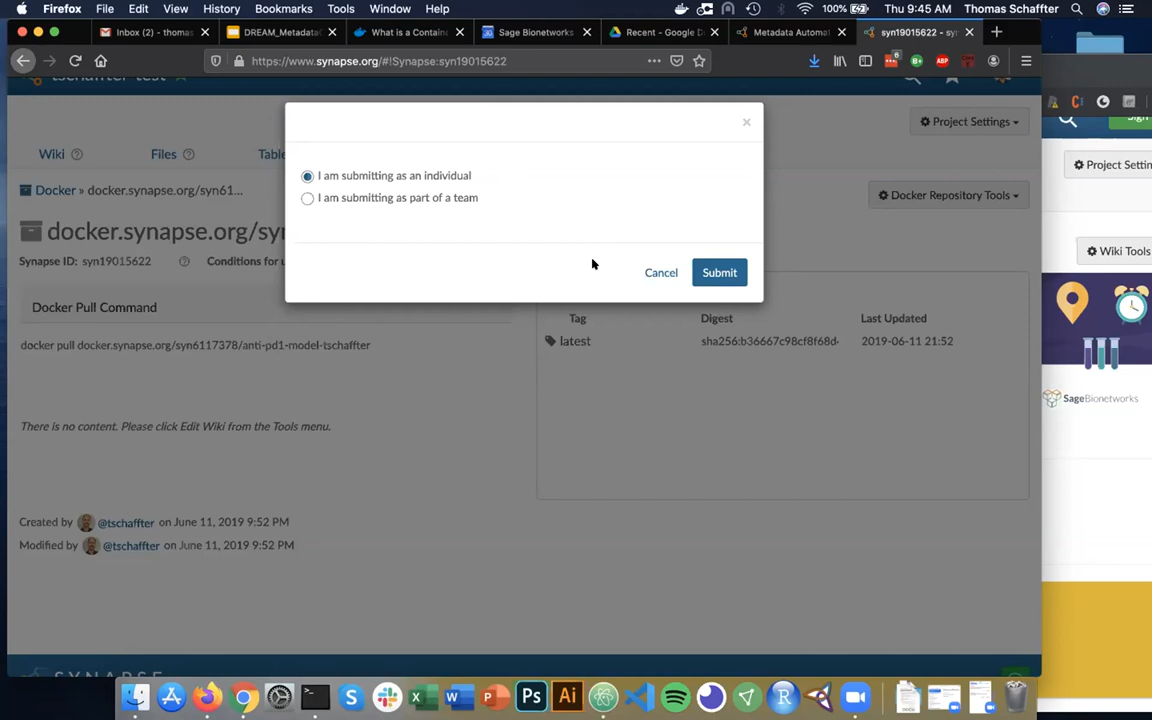 Firefox File Edit View History Bookmarks Tools Window Help 100% Thu 9:45 AM Thomas Schaffter
Inbox (2) - thomas DREAM_Metadata What is a Contain Sage Bionetworks Recent - Google D Metadata Automa syn19015622 - sy
https://www.synapse.org/#!Synapse:syn19015622
Project Settings
Project Settin
Wiki Files Table
Docker » docker.synapse.org/syn61...
Docker Repository Tools
Wiki Tools
docker.synapse.org/syn
Synapse ID: syn19015622 Conditions for u
I am submitting as an individual
I am submitting as part of a team
Cancel Submit
Docker Pull Command
Tag Digest Last Updated
docker pull docker.synapse.org/syn6117378/anti-pd1-model-tschaffter
latest sha256:b36667c98cf8f68d 2019-06-11 21:52
SageBionetworks
There is no content. Please click Edit Wiki from the Tools menu.
Created by @tschaffter on June 11, 2019 9:52 PM
Modified by @tschaffter on June 11, 2019 9:52 PM
SYNAPSE